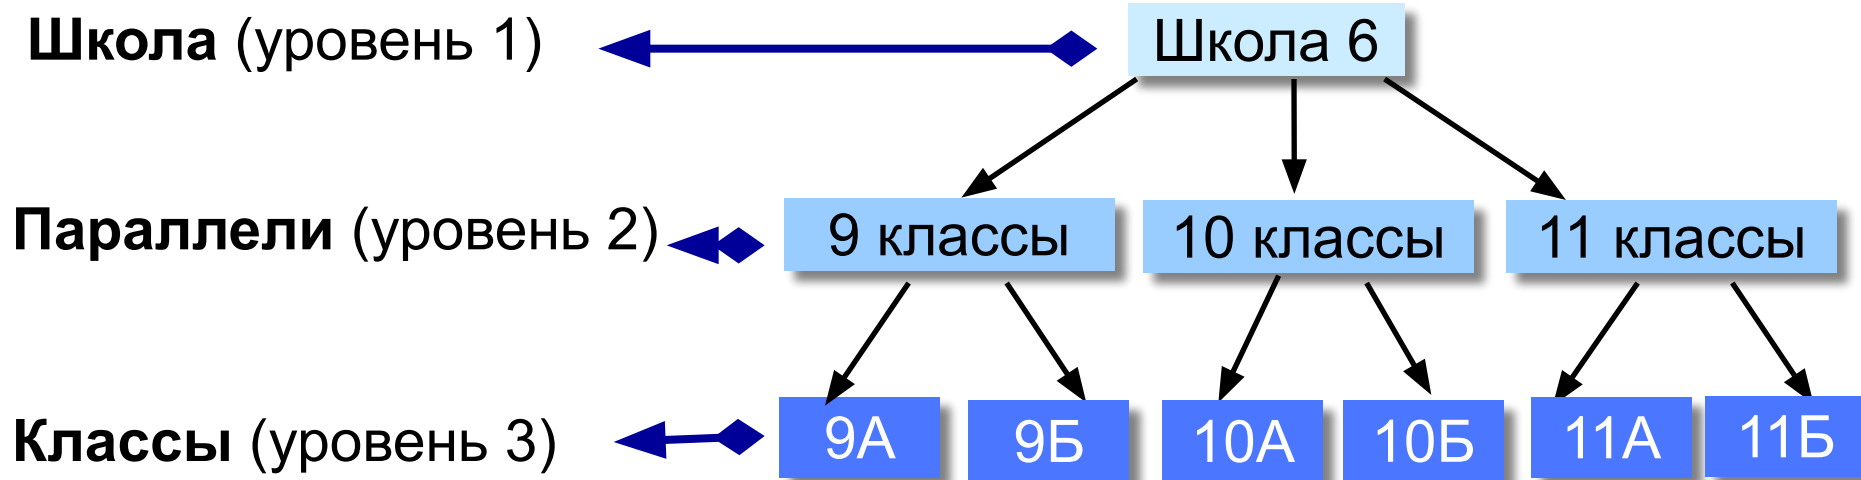 Школа (уровень 1)
Школа 6
Параллели (уровень 2)
9 классы
10 классы
11 классы
Классы (уровень 3)
9А
9Б
10А
10Б
11А
11Б